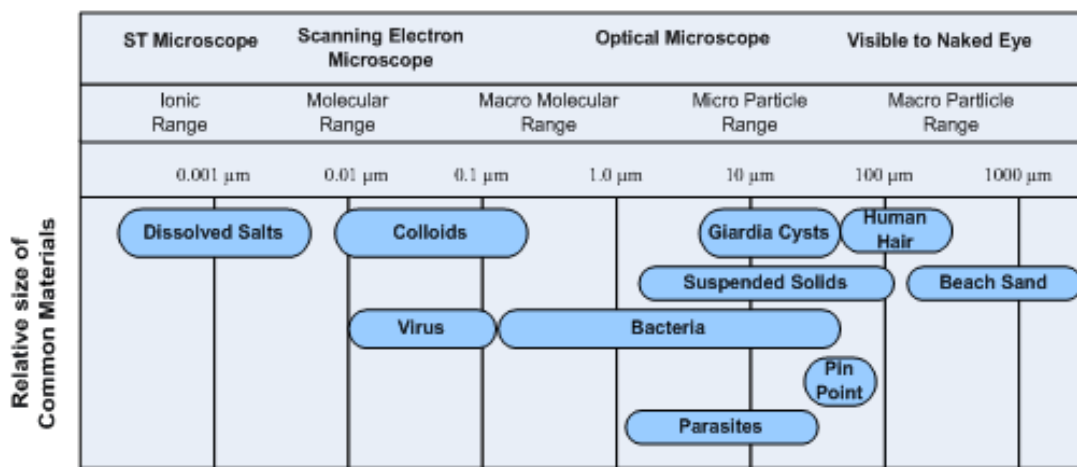 ST Microscope
Scanning Electron
Microscope
Optical Microscope
Visible to Naked Eye
Ionic
Range
Molecular
Range
Macro Molecular
Range
Micro Particle
Range
Macro Partlicle
Range
0.001 µm
0.01 µm
0.1 µm
1.0 µm
10 µm
100 µm
1000 µm
Relative size of
Common Materials
Dissolved Salts
Colloids
Giardia Cysts
Human
Hair
Suspended Solids
Beach Sand
Virus
Bacteria
Pin
Point
Parasites